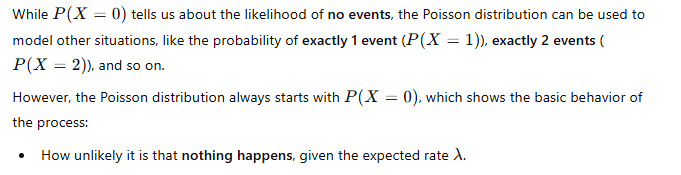 While P(X = 0) tells us about the likelihood of no events, the Poisson distribution can be used to
model other situations, like the probability of exactly 1 event (P(X = 1)), exactly 2 events (
P(X = 2)), and so on.
However, the Poisson distribution always starts with P(X = 0), which shows the basic behavior of
the process:
• How unlikely it is that nothing happens, given the expected rate λ.